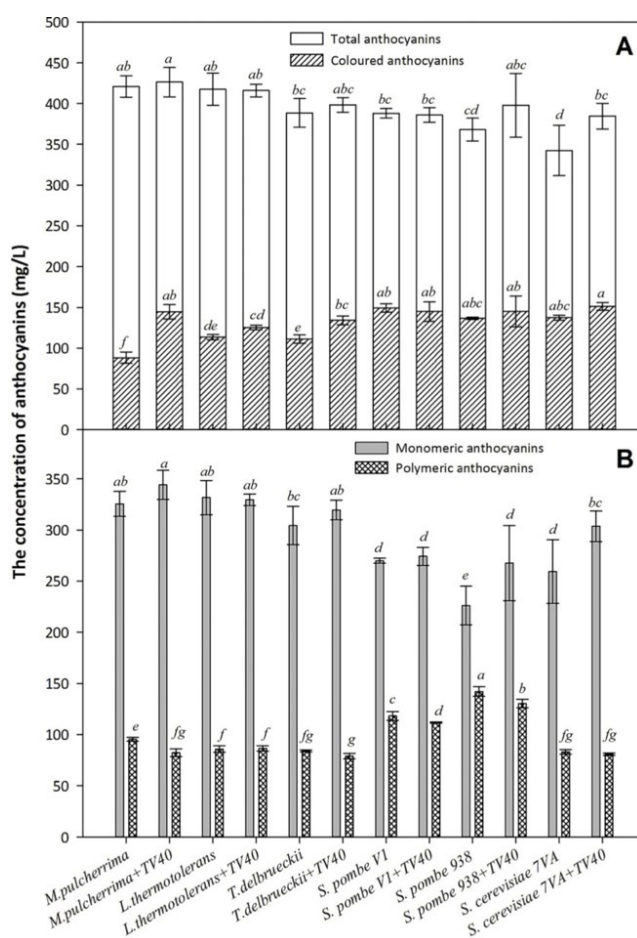 The concentration of anthocyanins (mg/L)
A
Total anthocyanins
Coloured anthocyanins
500
450
400
350
300
250
200
150
100
50
0
ab
a
ab
ab
bc
abc
bc
bc
cd
abc
d
bc
f
ab
de
cd
e
bc
ab
ab
abc
ab
abc
a
B
Monomeric anthocyanins
Polymeric anthocyanins
350
300
250
200
150
100
50
0
ab
a
ab
ab
bc
ab
d
d
e
d
d
bc
e
fg
f
f
fg
g
c
d
a
b
fg
fg
M.pulcherrima
M.pulcherrima+TV40
L.thermotolerans
L.thermotolerans+TV40
T.delbrueckii
T.delbrueckii+TV40
S. pombe V1
S. pombe V1+TV40
S. pombe 938
S. pombe 938+TV40
S. cerevisiae 7VA
S. cerevisiae 7VA+TV40